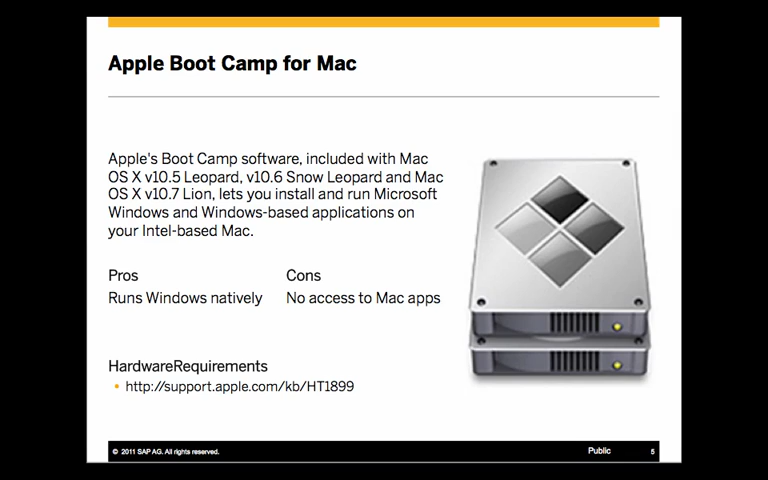 Apple Boot Camp for Mac
Apple's Boot Camp software, included with Mac
OS X v10.5 Leopard, v10.6 Snow Leopard and Mac
OS X v10.7 Lion, lets you install and run Microsoft
Windows and Windows-based applications on
your Intel-based Mac.
Pros Cons
Runs Windows natively No access to Mac apps
HardwareRequirements
• http://support.apple.com/kb/HT1899
© 2011 SAP AG. All rights reserved. Public 5